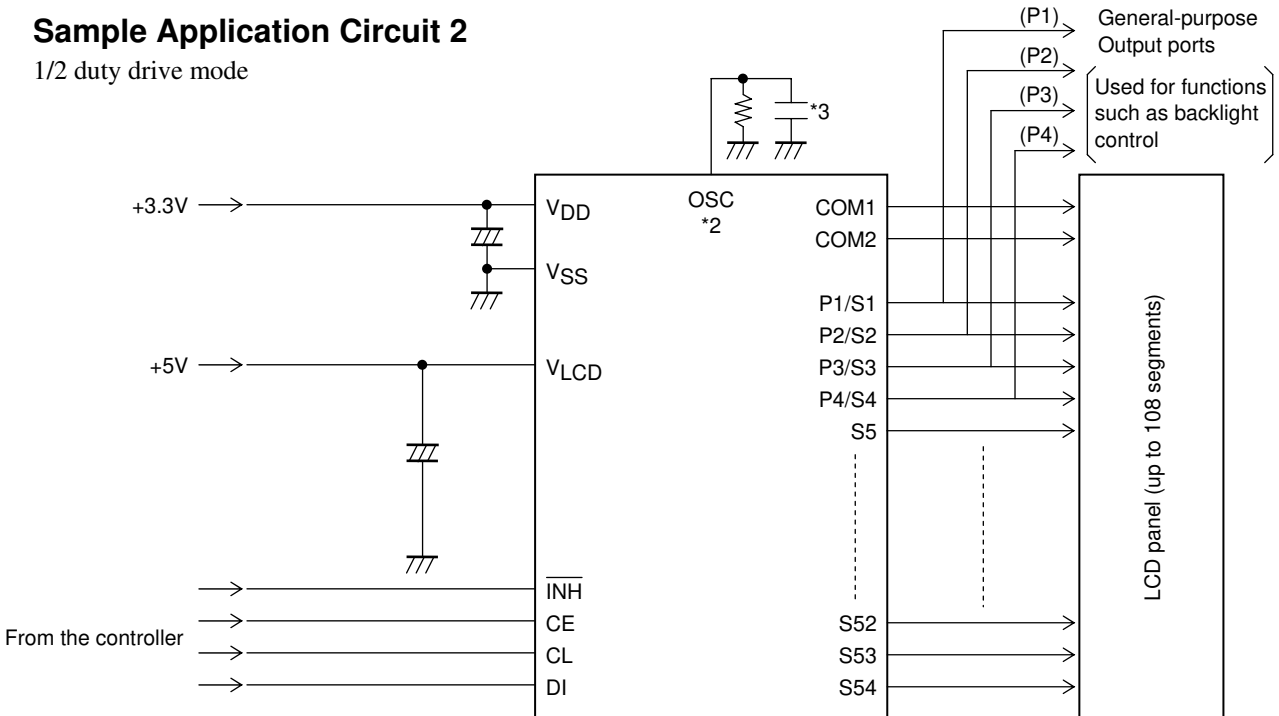 Sample Application Circuit 2
1/2 duty drive mode
(P1)
General-purpose
Output ports
(P2)
(P3)
(P4)
Used for functions
such as backlight
control
*3
+3.3V
VDD
OSC
*2
COM1
COM2
VSS
P1/S1
P2/S2
+5V
VLCD
P3/S3
P4/S4
S5
LCD panel (up to 108 segments)
INH
From the controller
CE
CL
DI
S52
S53
S54